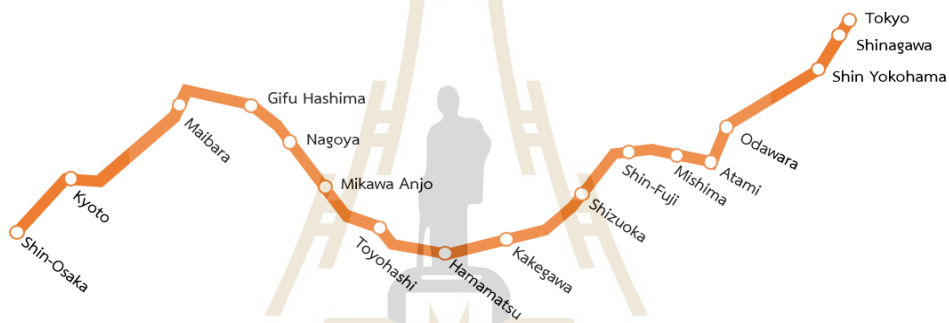 Tokyo
Shinagawa
Shin Yokohama
Odawara
Atami
Mishima
Shin-Fuji
Shizuoka
Kakegawa
Hamamatsu
Toyohashi
Mikawa Anjo
Nagoya
Gifu Hashima
Maibara
Kyoto
Shin-Osaka